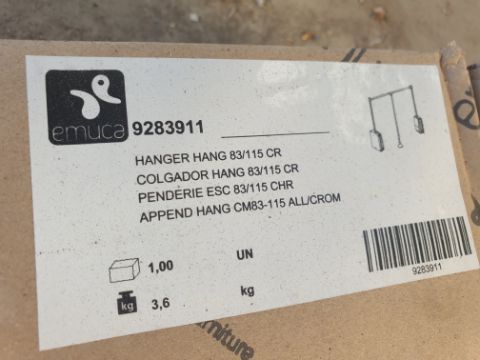 emuca
9283911
HANGER HANG 83/115 CR
COLGADOR HANG 83/115 CR
PENDERIE ESC 83/115 CHR
APPEND HANG CM83-115 ALL/CROM
1,00 UN
kg 3,6 kg
9283911